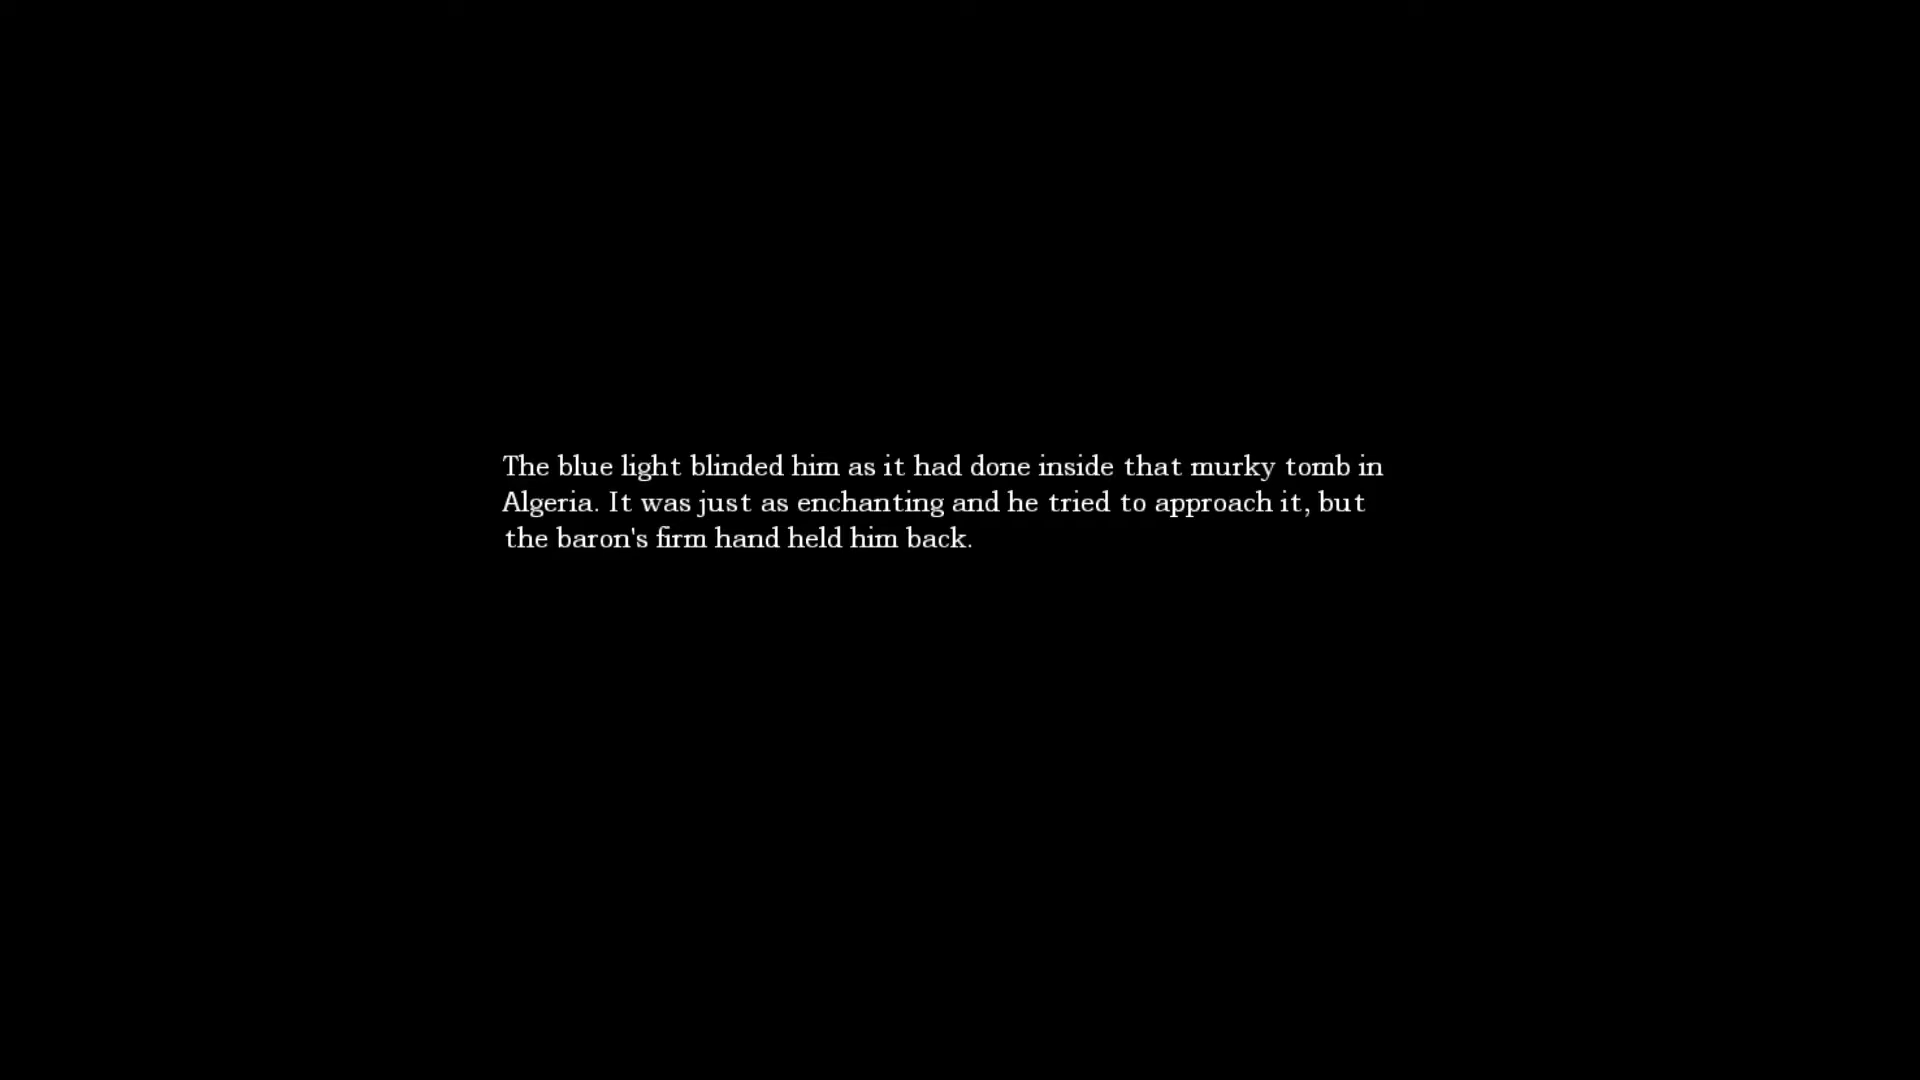 The blue light blinded him as it had done inside that murky tomb in
Algeria. It was just as enchanting and he tried to approach it, but
the baron's firm hand held him back.